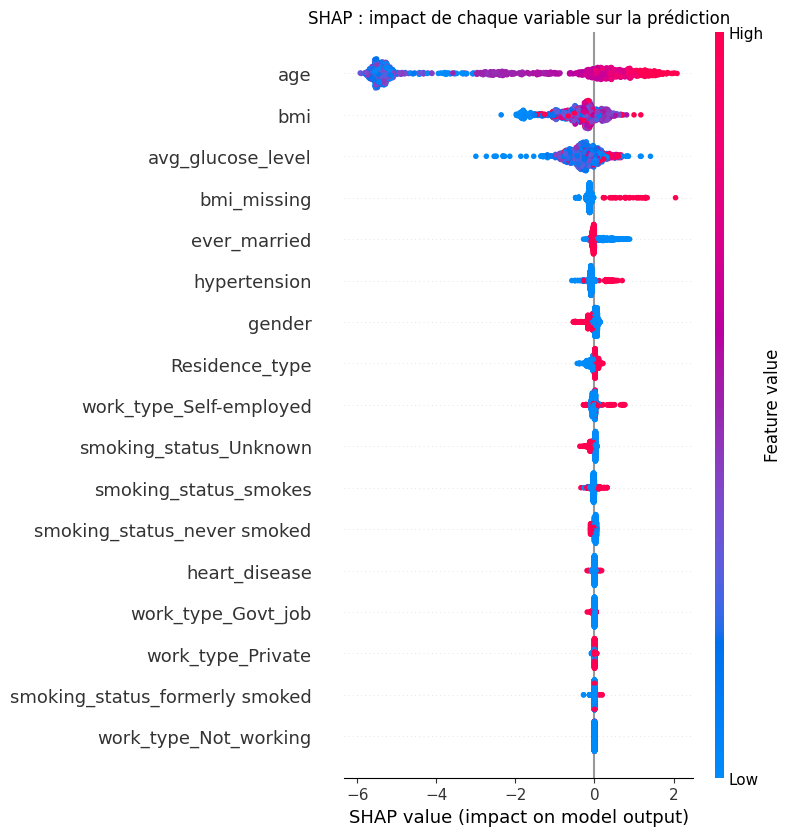 SHAP : impact de chaque variable sur la prédiction
High
age
bmi
avg_glucose_level
bmi_missing
ever_married
hypertension
gender
Residence_type
work_type_Self-employed
smoking_status_Unknown
smoking_status_smokes
smoking_status_never smoked
heart_disease
work_type_Govt_job
work_type_Private
smoking_status_formerly smoked
work_type_Not_working
Feature value
Low
−6 −4 −2 0 2
SHAP value (impact on model output)